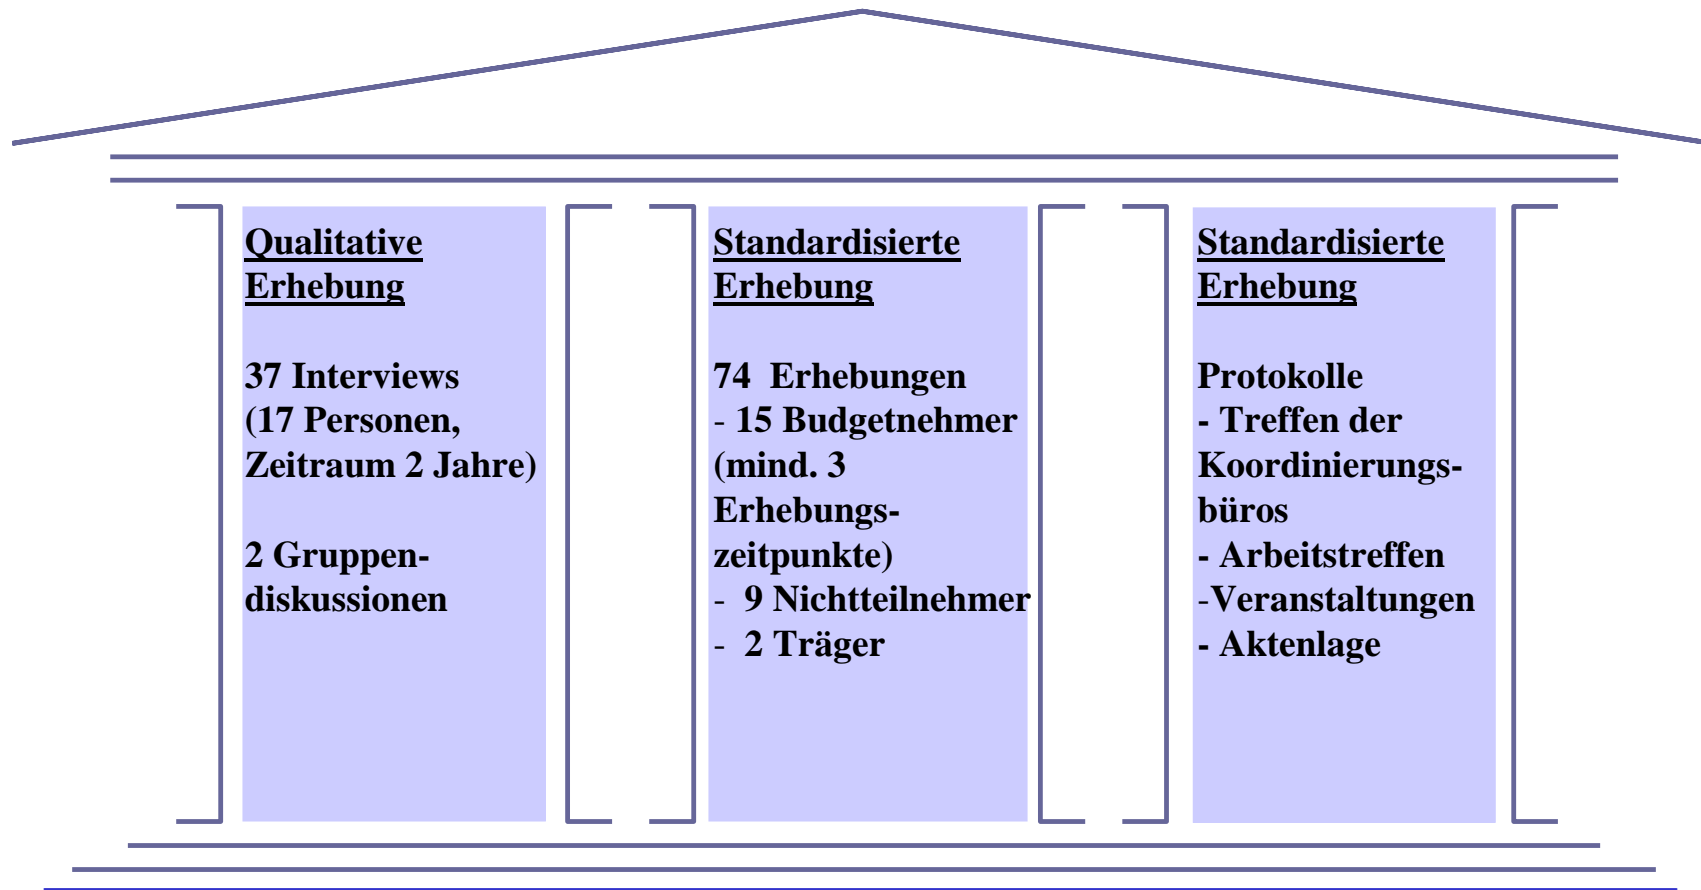 Qualitative
Erhebung
37 Interviews
(17 Personen,
Zeitraum 2 Jahre)
2 Gruppen-
diskussionen
Standardisierte
Erhebung
74 Erhebungen
- 15 Budgetnehmer
(mind. 3
Erhebungs-
zeitpunkte)
- 9 Nichtteilnehmer
- 2 Träger
Standardisierte
Erhebung
Protokolle
- Treffen der
Koordinierungs-
büros
- Arbeitstreffen
-Veranstaltungen
- Aktenlage